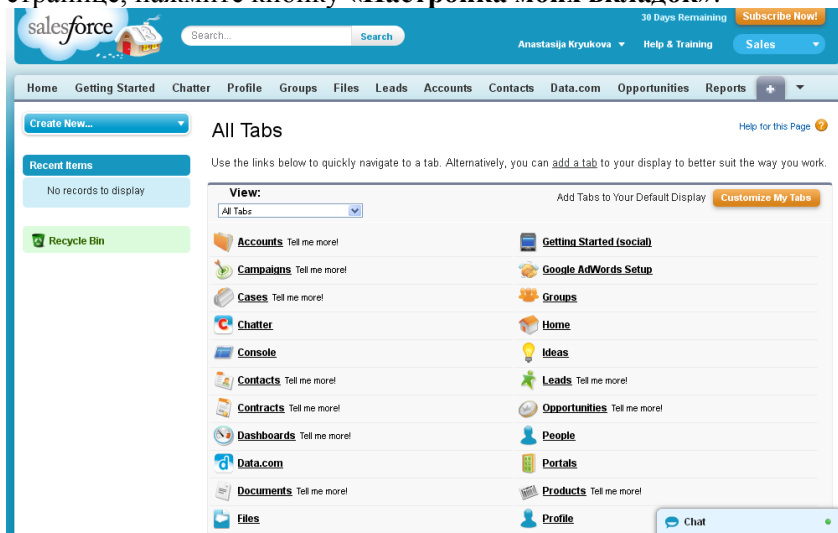 странице, нажмите кнопку «Настройка моих вкладок».
30 Days Remaining Subscribe Now!
salesforce Search... Search
Anastasija Kryukova Help & Training Sales
Home Getting Started Chatter Profile Groups Files Leads Accounts Contacts Data.com Opportunities Reports +
Create New...
All Tabs Help for this Page ?
Recent Items Use the links below to quickly navigate to a tab. Alternatively, you can add a tab to your display to better suit the way you work.
No records to display
View:
Add Tabs to Your Default Display Customize My Tabs
All Tabs
Recycle Bin
Accounts Tell me more! Getting Started (social)
Campaigns Tell me more! Google AdWords Setup
Cases Tell me more! Groups
Chatter Home
Console Ideas
Contacts Tell me more! Leads Tell me more!
Contracts Tell me more! Opportunities Tell me more!
Dashboards Tell me more! People
Data.com Portals
Documents Tell me more! Products Tell me more!
Files Profile
Chat